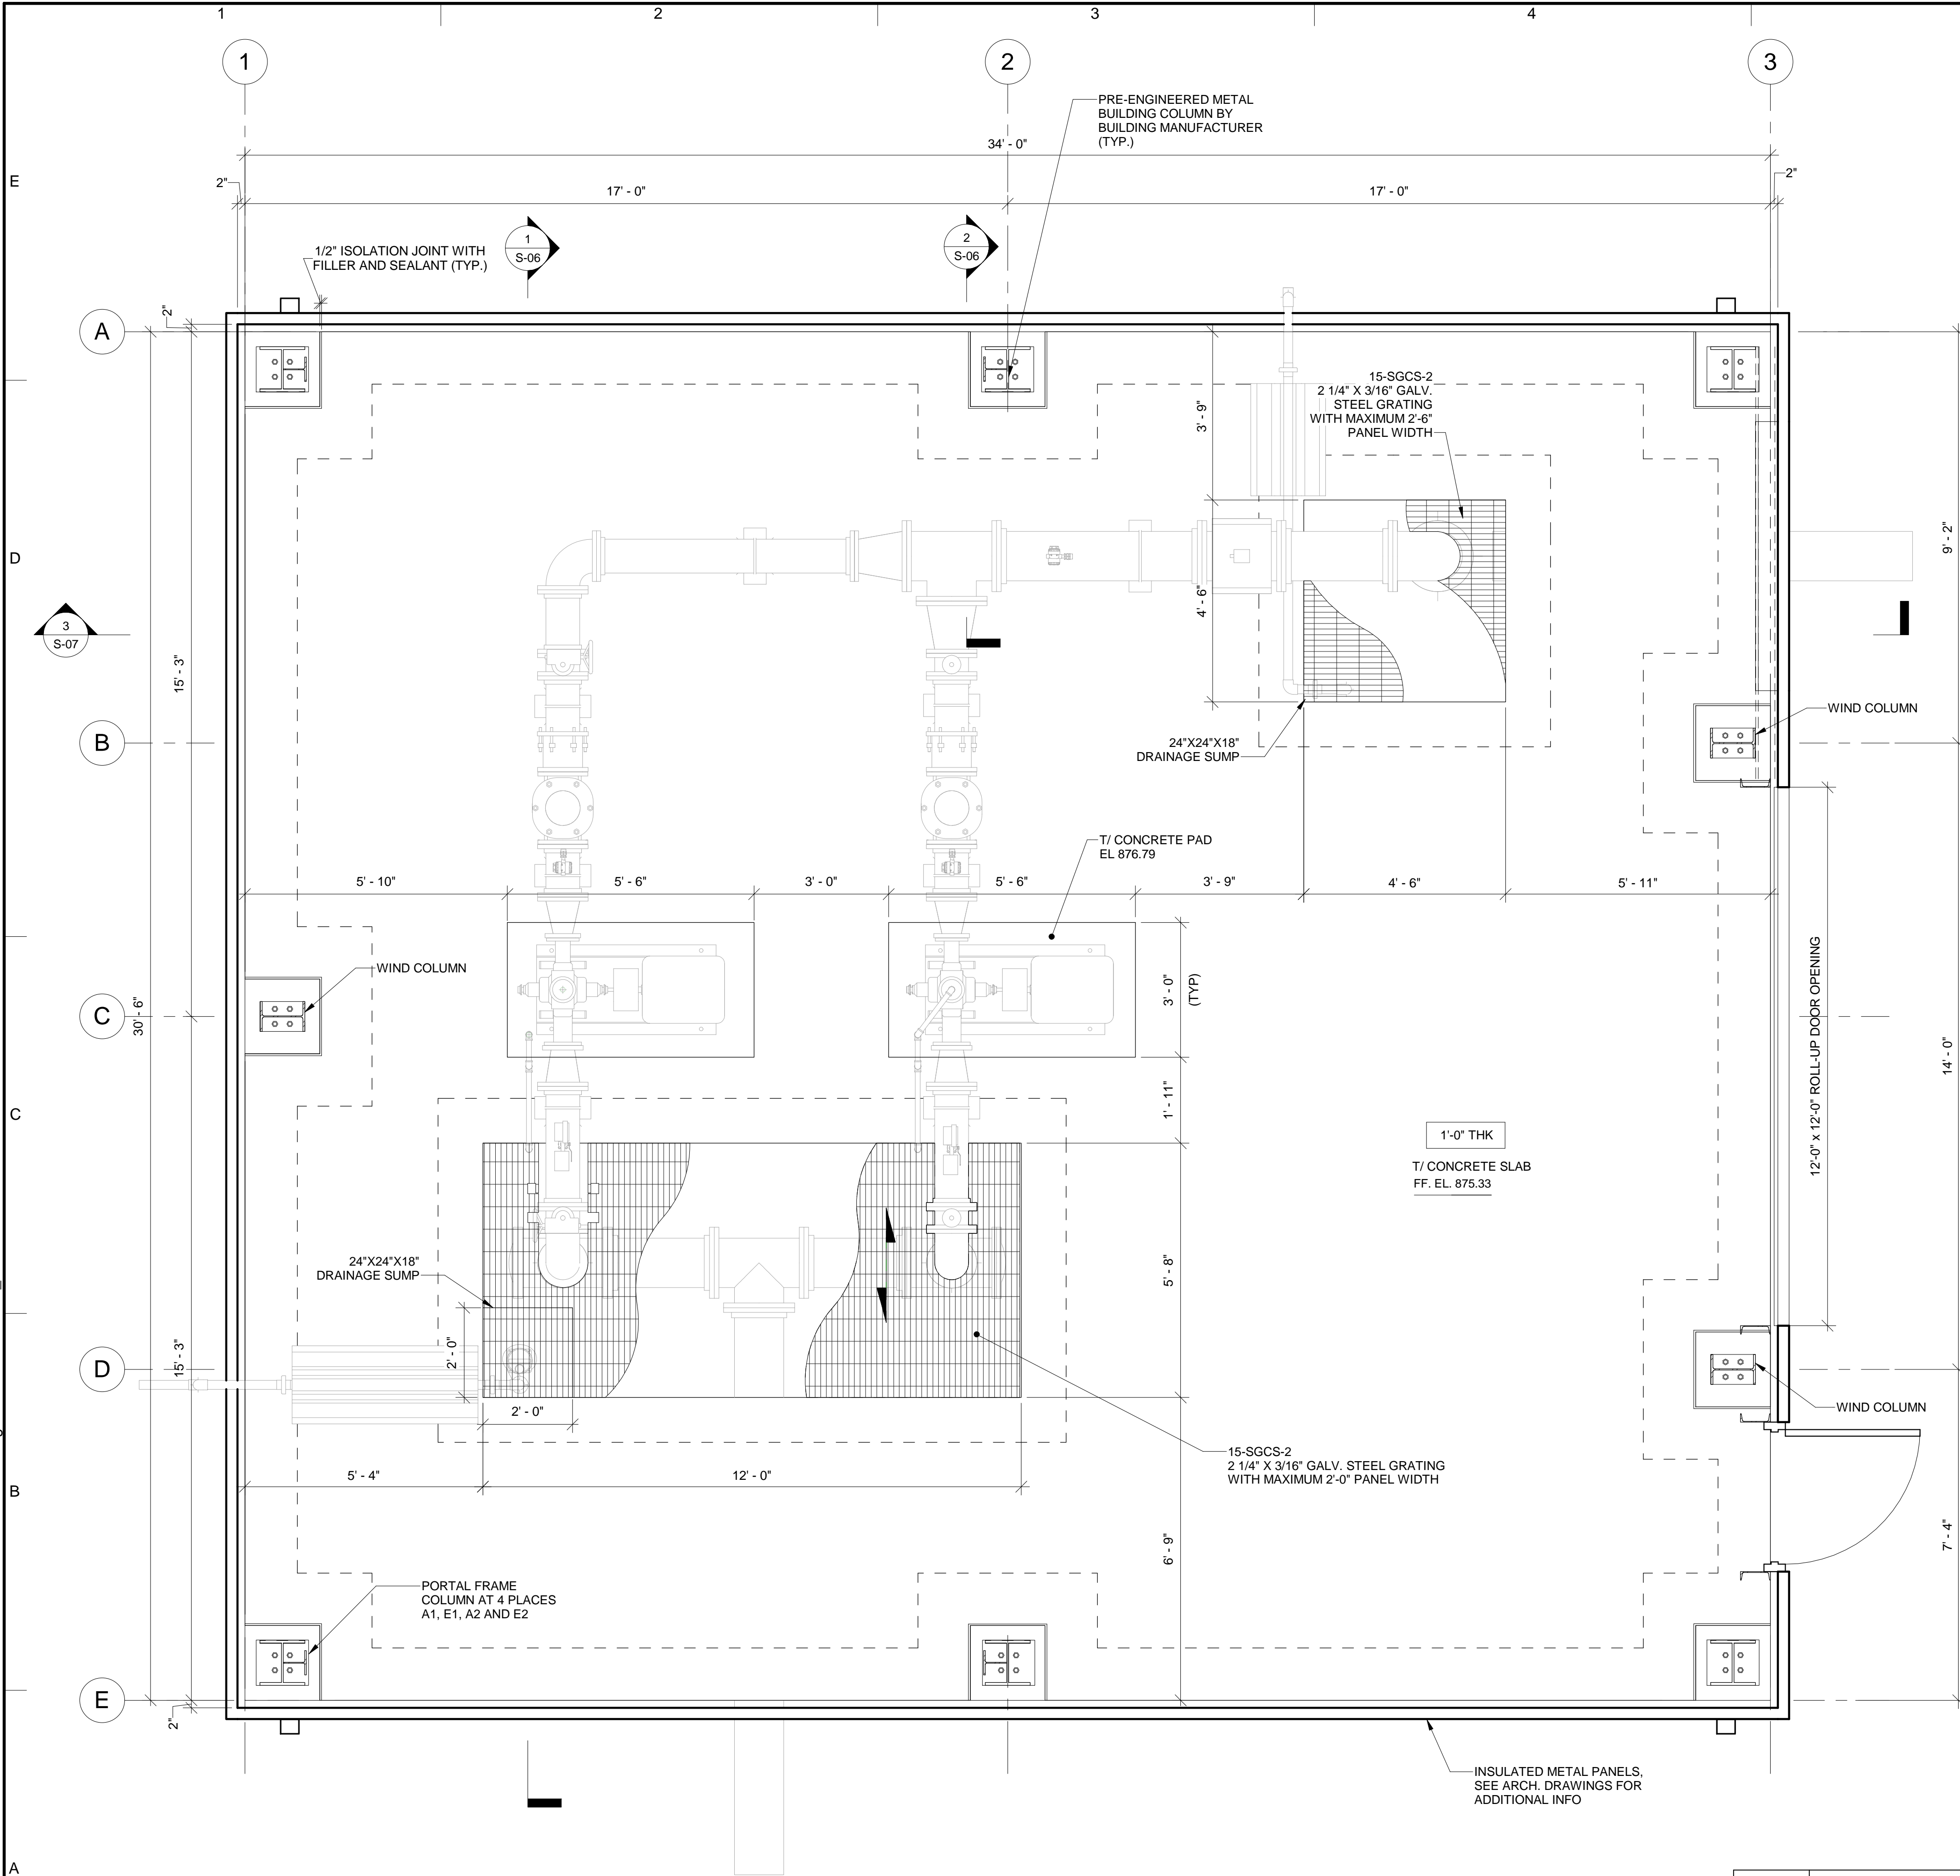 1
2
3
4
1
2
3
PRE-ENGINEERED METAL
BUILDING COLUMN BY
BUILDING MANUFACTURER
(TYP.)
34' - 0"
E
2"
17' - 0"
17' - 0"
2"
1/2" ISOLATION JOINT WITH
FILLER AND SEALANT (TYP.)
1
S-06
2
S-06
2"
A
15-SGCS-2
2 1/4" X 3/16" GALV.
STEEL GRATING
WITH MAXIMUM 2'-6"
PANEL WIDTH
3' - 9"
9' - 2"
D
4' - 6"
3
S-07
15' - 3"
WIND COLUMN
B
24"X24"X18"
DRAINAGE SUMP
T/ CONCRETE PAD
EL 876.79
5' - 10"
5' - 6"
3' - 0"
5' - 6"
3' - 9"
4' - 6"
5' - 11"
WIND COLUMN
3' - 0"
(TYP)
12'-0" x 12'-0" ROLL-UP DOOR OPENING
C
30' - 6"
14' - 0"
1' - 11"
C
1'-0" THK
T/ CONCRETE SLAB
FF. EL. 875.33
24"X24"X18"
DRAINAGE SUMP
5' - 8"
2' - 0"
15' - 3"
D
2' - 0"
WIND COLUMN
15-SGCS-2
2 1/4" X 3/16" GALV. STEEL GRATING
WITH MAXIMUM 2'-0" PANEL WIDTH
5' - 4"
12' - 0"
B
6' - 9"
7' - 4"
PORTAL FRAME
COLUMN AT 4 PLACES
A1, E1, A2 AND E2
E
2"
INSULATED METAL PANELS,
SEE ARCH. DRAWINGS FOR
ADDITIONAL INFO
A